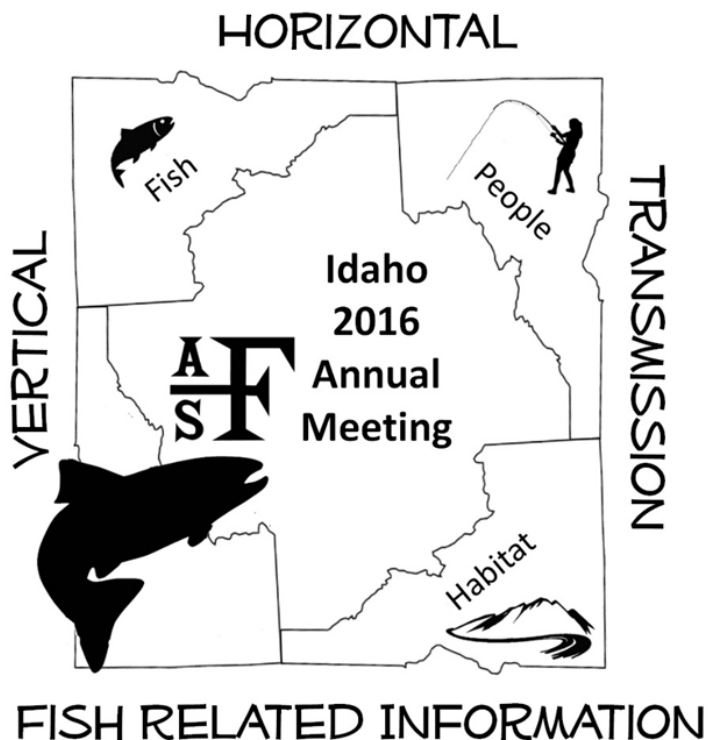 HORIZONTAL
Fish
People
VERTICAL
TRANSMISSION
Idaho
2016
Annual
Meeting
AFS
Habitat
FISH RELATED INFORMATION